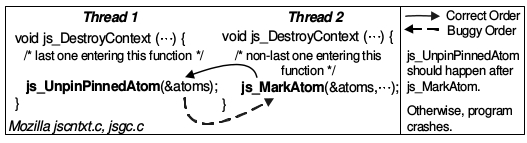 Thread 1
void js_DestroyContext (···) {
/* last one entering this function */
js_UnpinPinnedAtom(&atoms);
}
Mozilla jscntxt.c, jsgc.c
Thread 2
void js_DestroyContext (···) {
/* non-last one entering this
function */
js_MarkAtom(&atoms,···);
}
Correct Order
Buggy Order
js_UnpinPinnedAtom
should happen after
js_MarkAtom.
Otherwise, program
crashes.